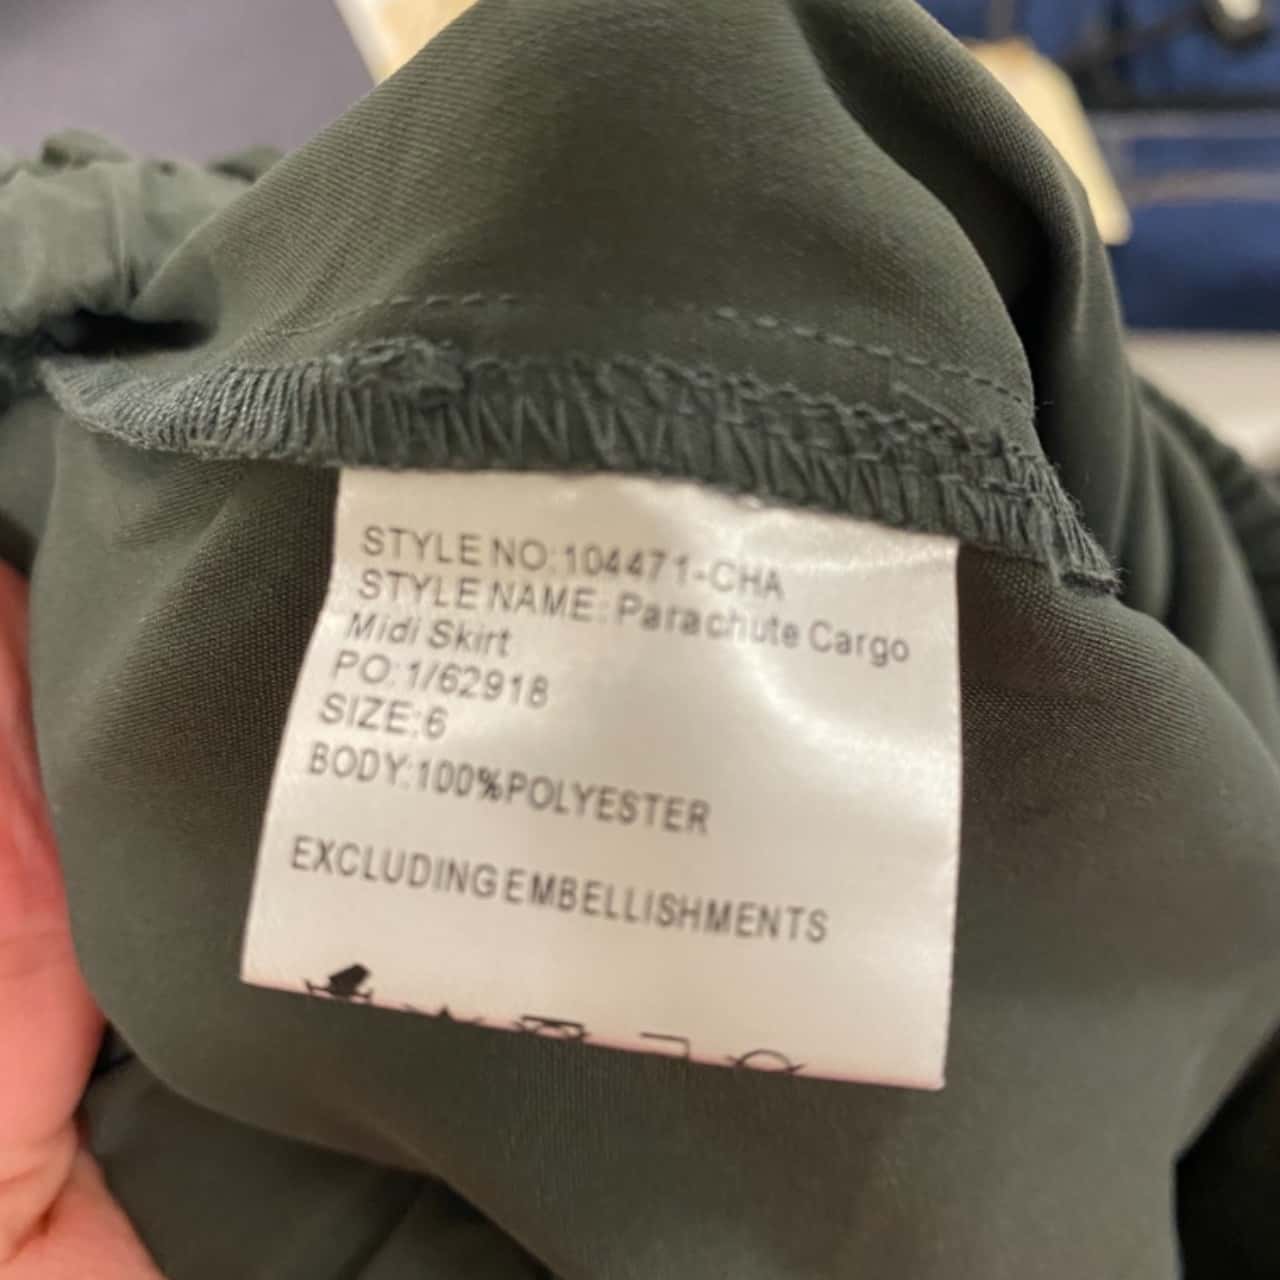 STYLE NO:104471-CHA
STYLE NAME: Parachute Cargo
Midi Skirt
PO:1/62918
SIZE:6
BODY:100%POLYESTER
EXCLUDING EMBELLISHMENTS